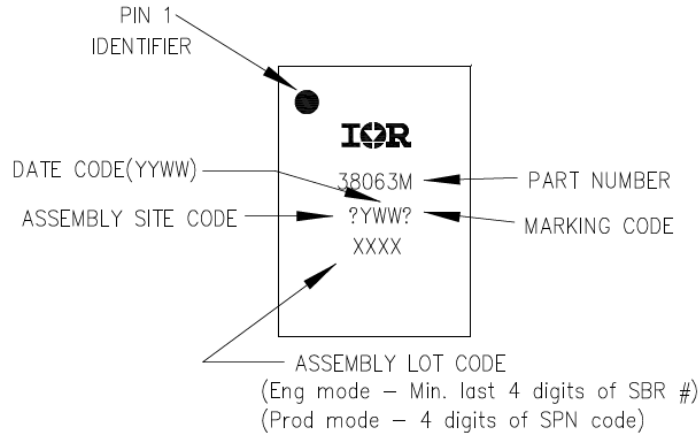 PIN 1
IDENTIFIER
IOR
DATE CODE(YYWW)
38063M
PART NUMBER
ASSEMBLY SITE CODE
?YWW?
MARKING CODE
XXXX
ASSEMBLY LOT CODE
(Eng mode – Min. last 4 digits of SBR #)
(Prod mode – 4 digits of SPN code)